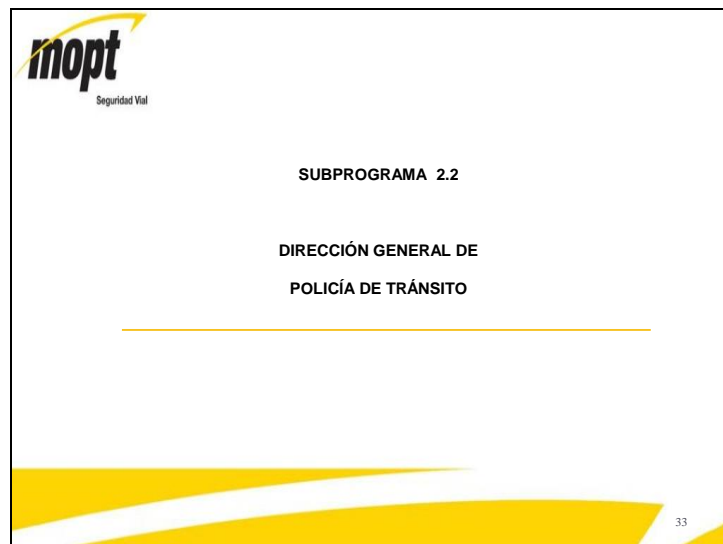 mopt
Seguridad Vial
SUBPROGRAMA 2.2
DIRECCIÓN GENERAL DE
POLICÍA DE TRÁNSITO
33